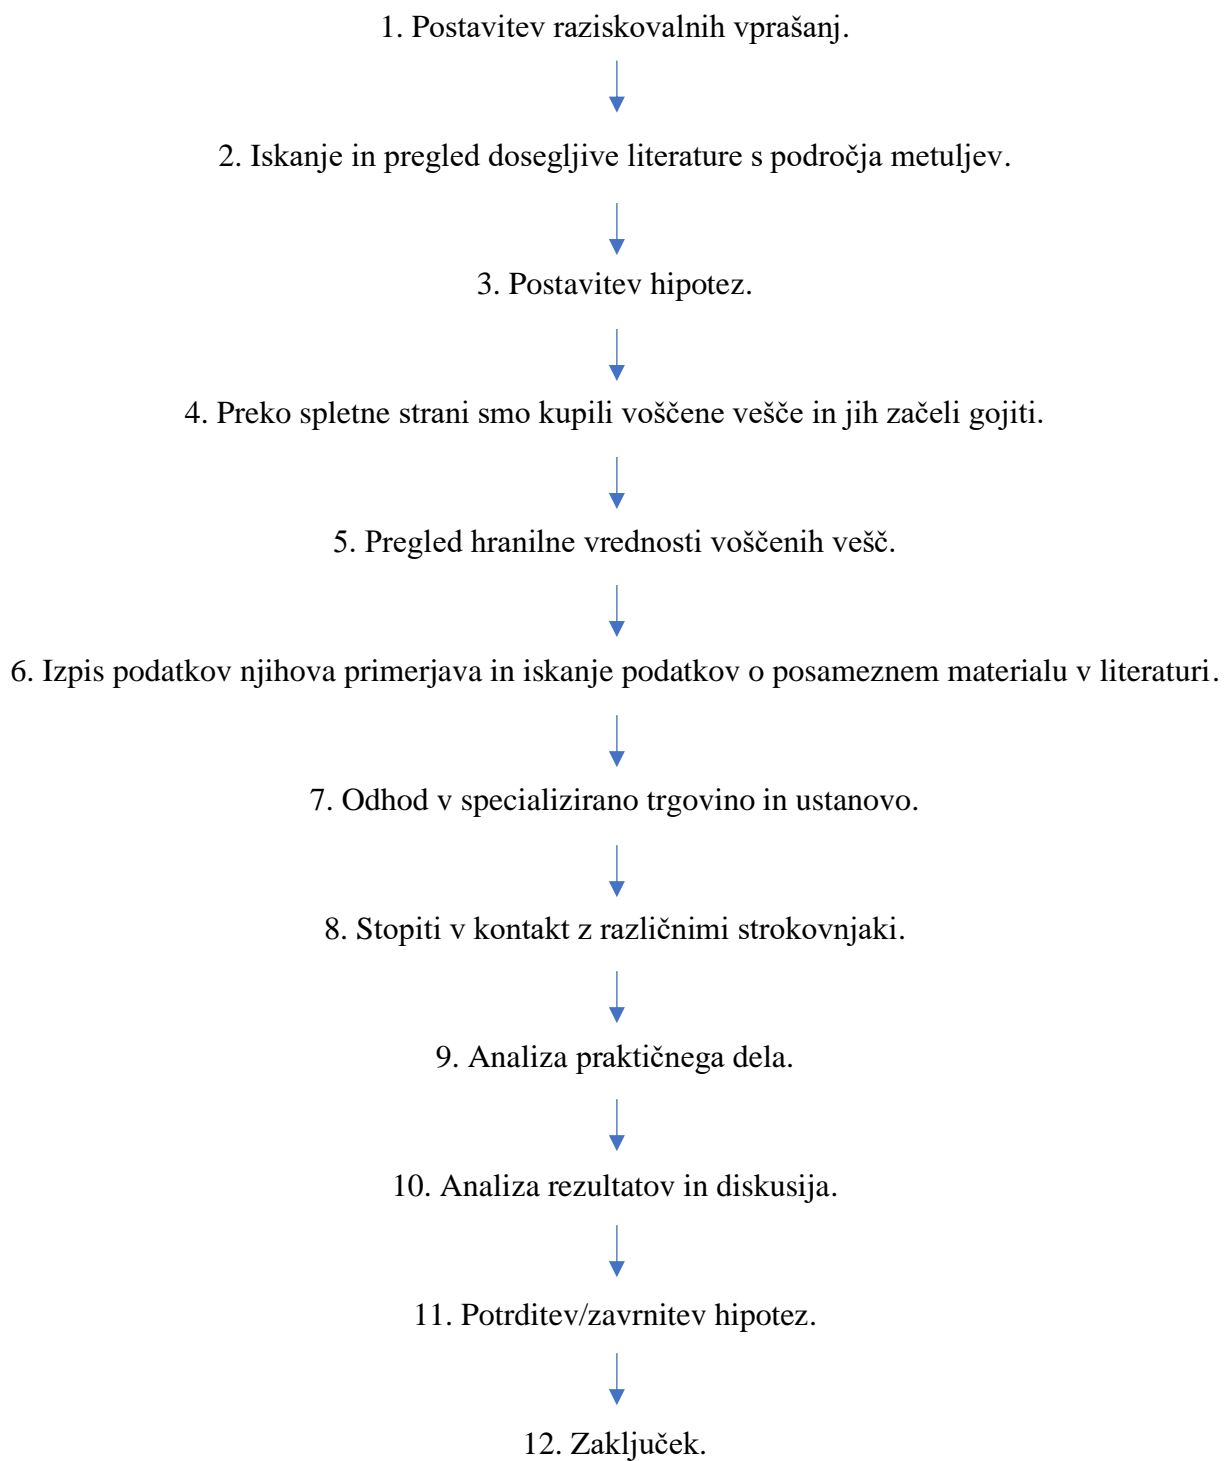 1. Postavitev raziskovalnih vprašanj.
2. Iskanje in pregled dosegljive literature s področja metuljev.
3. Postavitev hipotez.
4. Preko spletne strani smo kupili voščene vešče in jih začeli gojiti.
5. Pregled hranilne vrednosti voščenih vešč.
6. Izpis podatkov njihova primerjava in iskanje podatkov o posameznem materialu v literaturi.
7. Odhod v specializirano trgovino in ustanovo.
8. Stopiti v kontakt z različnimi strokovnjaki.
9. Analiza praktičnega dela.
10. Analiza rezultatov in diskusija.
11. Potrditev/zavrnitev hipotez.
12. Zaključek.